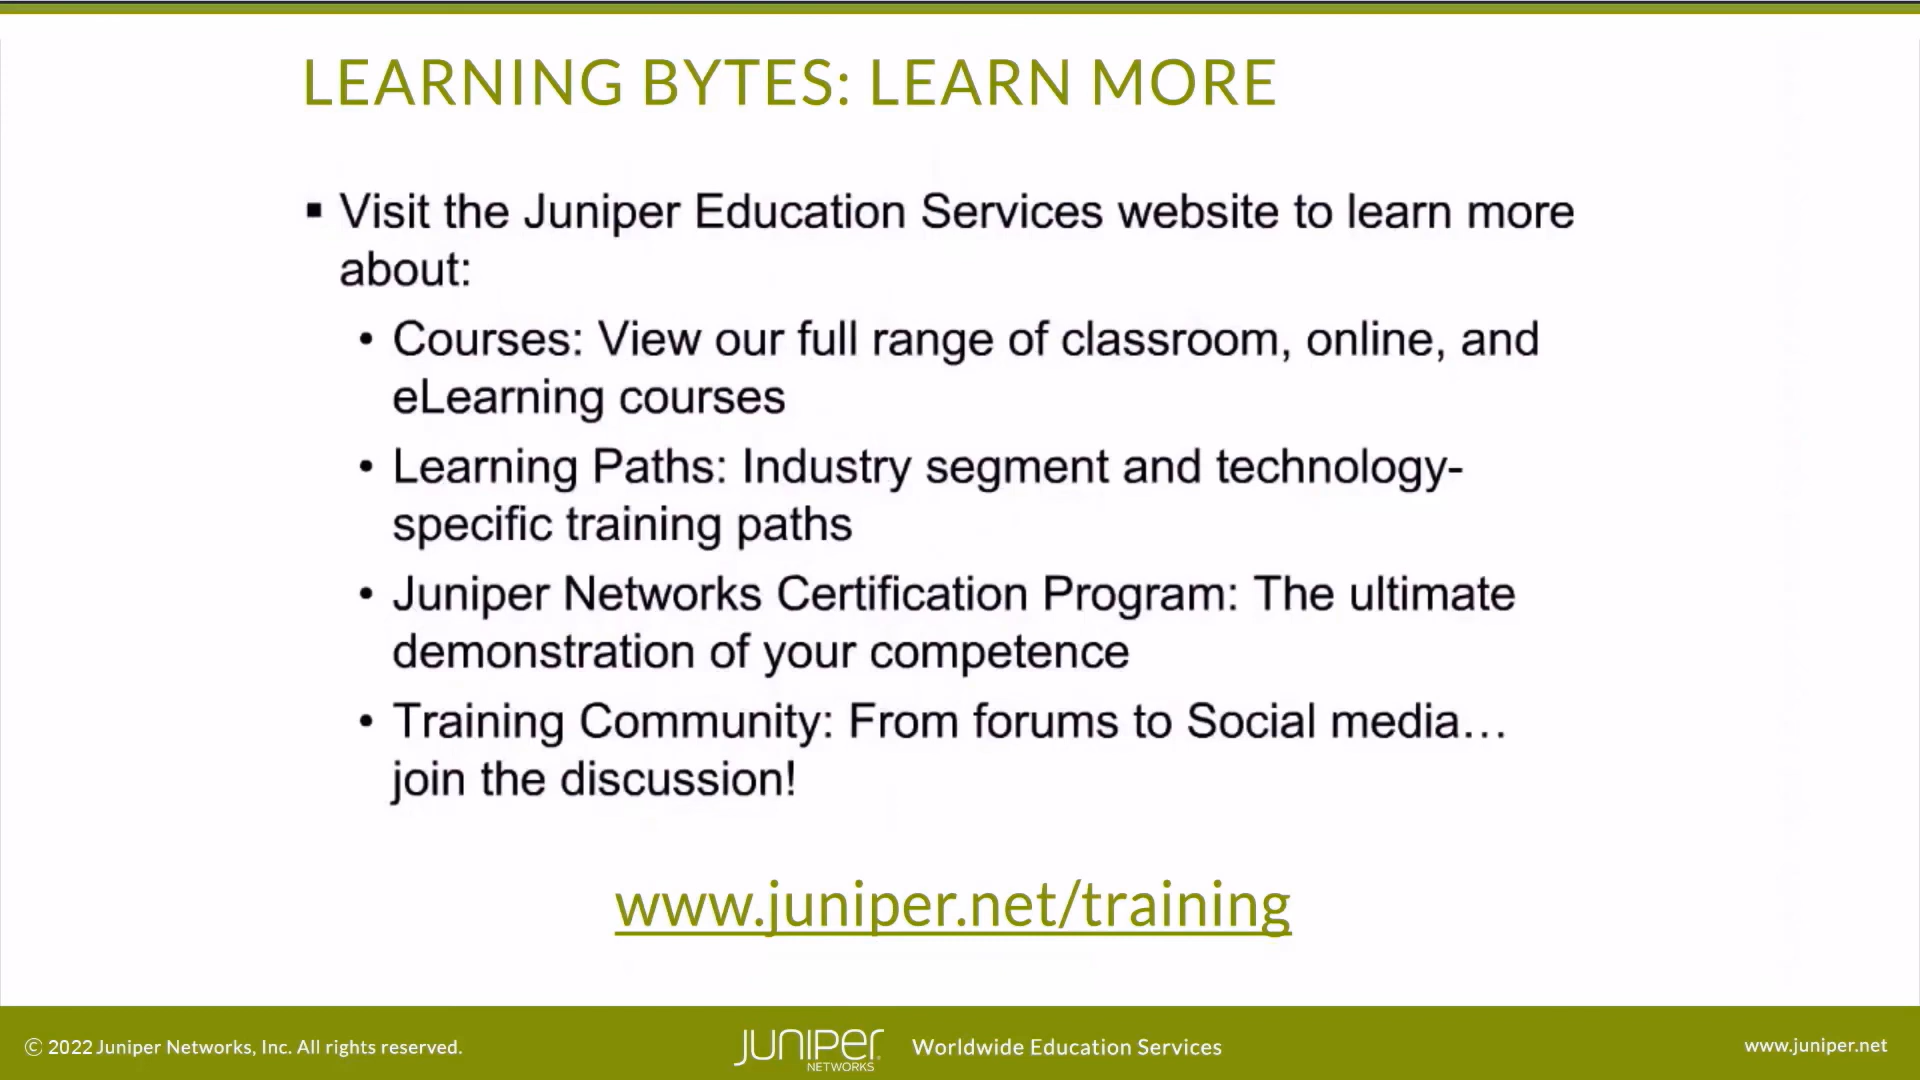 LEARNING BYTES: LEARN MORE
▪ Visit the Juniper Education Services website to learn more
about:
• Courses: View our full range of classroom, online, and
eLearning courses
• Learning Paths: Industry segment and technology-
specific training paths
• Juniper Networks Certification Program: The ultimate
demonstration of your competence
• Training Community: From forums to Social media…
join the discussion!
www.juniper.net/training
© 2022 Juniper Networks, Inc. All rights reserved.
JUNIPER
NETWORKS
Worldwide Education Services
www.juniper.net